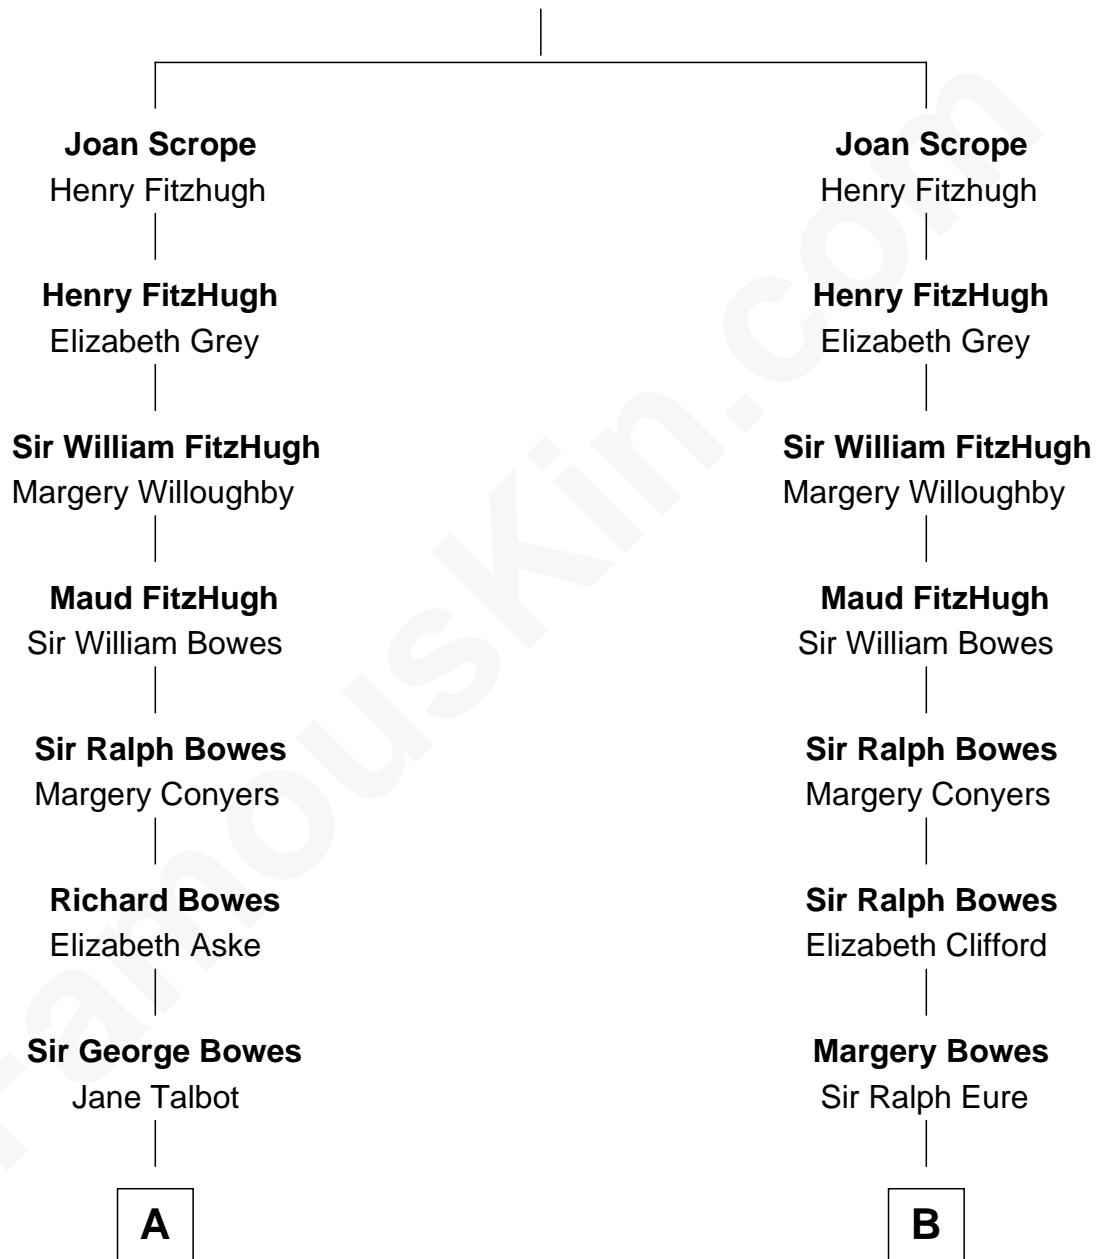 Joan Scrope
Henry Fitzhugh
Henry FitzHugh
Elizabeth Grey
Sir William FitzHugh
Margery Willoughby
Maud FitzHugh
Sir William Bowes
Sir Ralph Bowes
Margery Conyers
Richard Bowes
Elizabeth Aske
Sir George Bowes
Jane Talbot
A
Joan Scrope
Henry Fitzhugh
Henry FitzHugh
Elizabeth Grey
Sir William FitzHugh
Margery Willoughby
Maud FitzHugh
Sir William Bowes
Sir Ralph Bowes
Margery Conyers
Sir Ralph Bowes
Elizabeth Clifford
Margery Bowes
Sir Ralph Eure
B
FamousKin.com